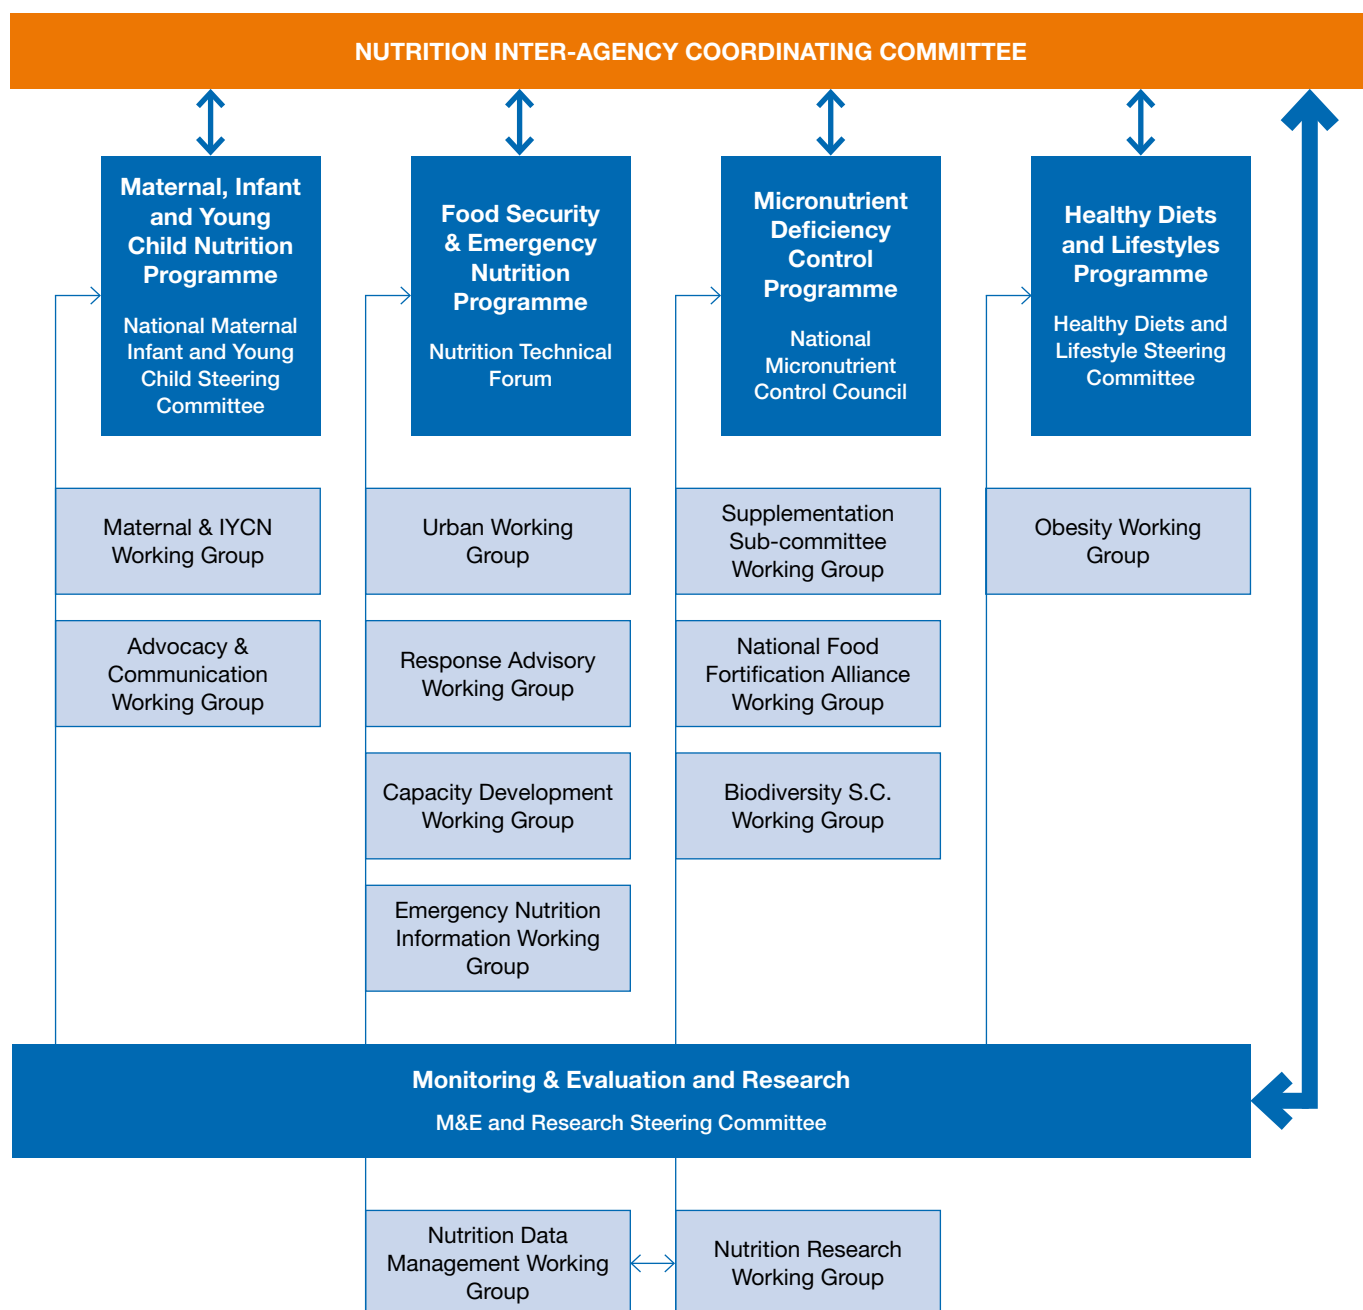 NUTRITION INTER-AGENCY COORDINATING COMMITTEE
Maternal, Infant
and Young
Child Nutrition
Programme
National Maternal
Infant and Young
Child Steering
Committee
Food Security
& Emergency
Nutrition
Programme
Nutrition Technical
Forum
Micronutrient
Deficiency
Control
Programme
National
Micronutrient
Control Council
Healthy Diets
and Lifestyles
Programme
Healthy Diets and
Lifestyle Steering
Committee
Maternal & IYCN
Working Group
Urban Working
Group
Supplementation
Sub-committee
Working Group
Obesity Working
Group
Advocacy &
Communication
Working Group
Response Advisory
Working Group
National Food
Fortification Alliance
Working Group
Capacity Development
Working Group
Biodiversity S.C.
Working Group
Emergency Nutrition
Information Working
Group
Monitoring & Evaluation and Research
M&E and Research Steering Committee
Nutrition Data
Management Working
Group
Nutrition Research
Working Group